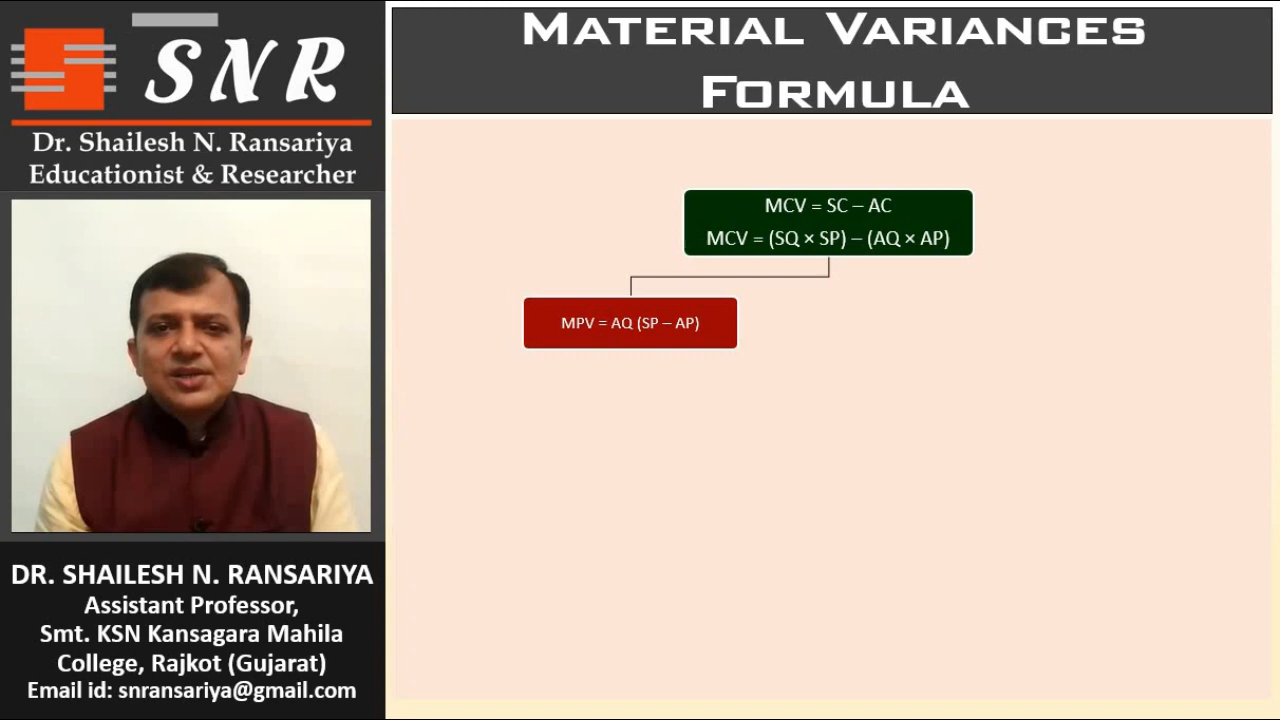 SNR
Dr. Shailesh N. Ransariya
Educationist & Researcher
DR. SHAILESH N. RANSARIYA
Assistant Professor,
Smt. KSN Kansagara Mahila
College, Rajkot (Gujarat)
Email id: snransariya@gmail.com
MATERIAL VARIANCES
FORMULA
MCV = SC – AC
MCV = (SQ × SP) – (AQ × AP)
MPV = AQ (SP – AP)